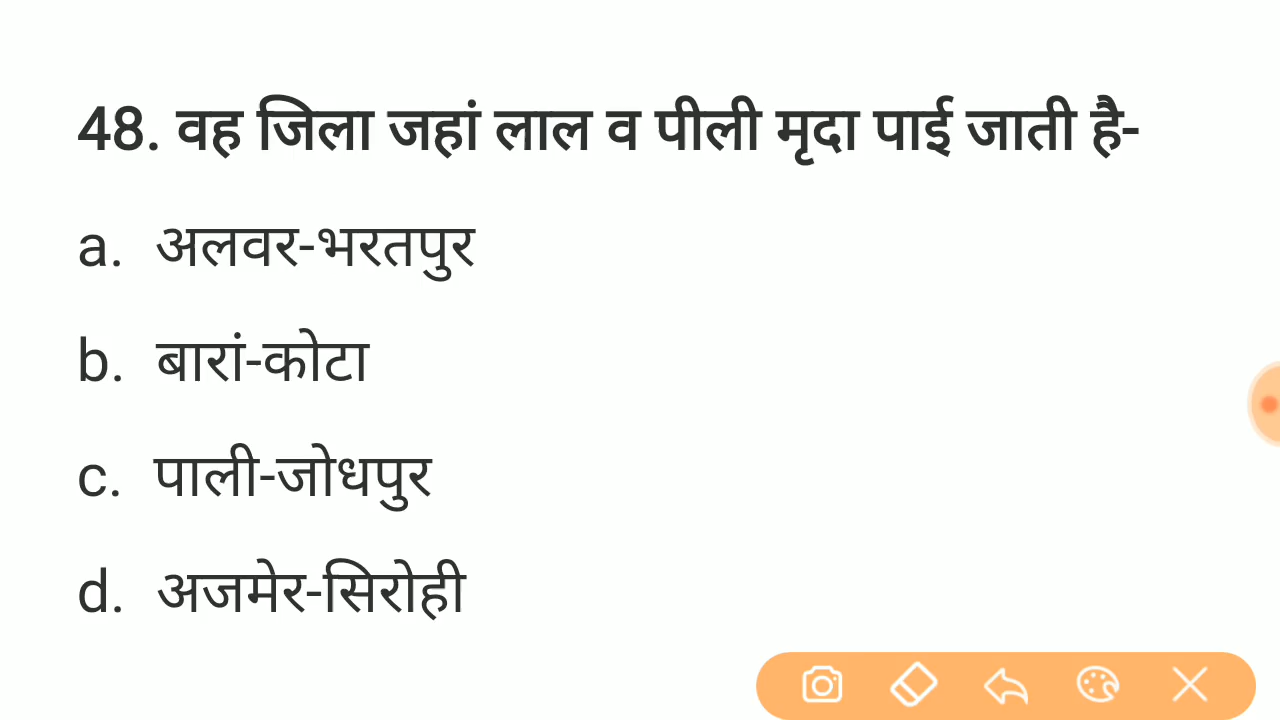 48. वह जिला जहां लाल व पीली मृदा पाई जाती है-
a. अलवर-भरतपुर
b. बारां-कोटा
c. पाली-जोधपुर
d. अजमेर-सिरोही